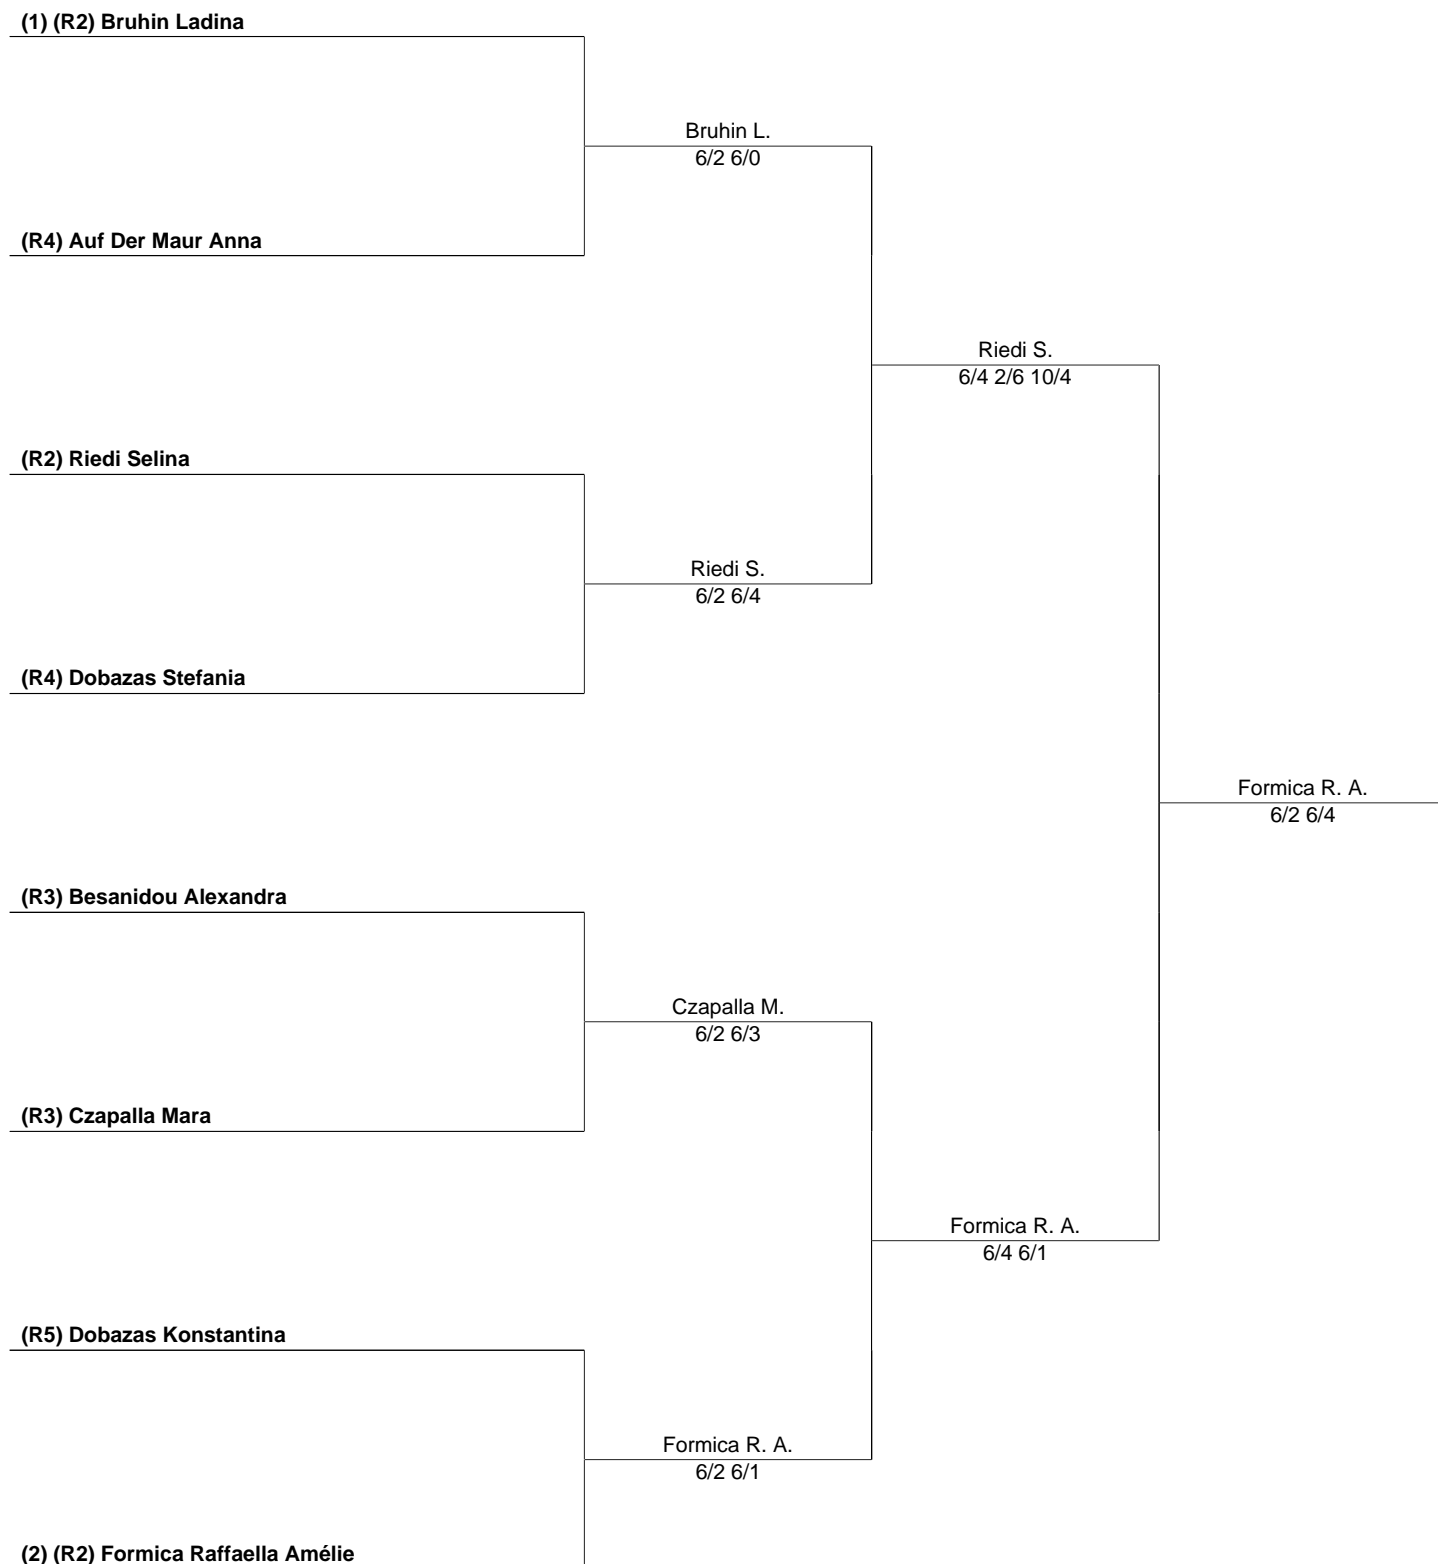 (1) (R2) Bruhin Ladina
Bruhin L.
6/2 6/0
(R4) Auf Der Maur Anna
Riedi S.
6/4 2/6 10/4
(R2) Riedi Selina
Riedi S.
6/2 6/4
(R4) Dobazas Stefania
Formica R. A.
6/2 6/4
(R3) Besanidou Alexandra
Czapalla M.
6/2 6/3
(R3) Czapalla Mara
Formica R. A.
6/4 6/1
(R5) Dobazas Konstantina
Formica R. A.
6/2 6/1
(2) (R2) Formica Raffaella Amélie